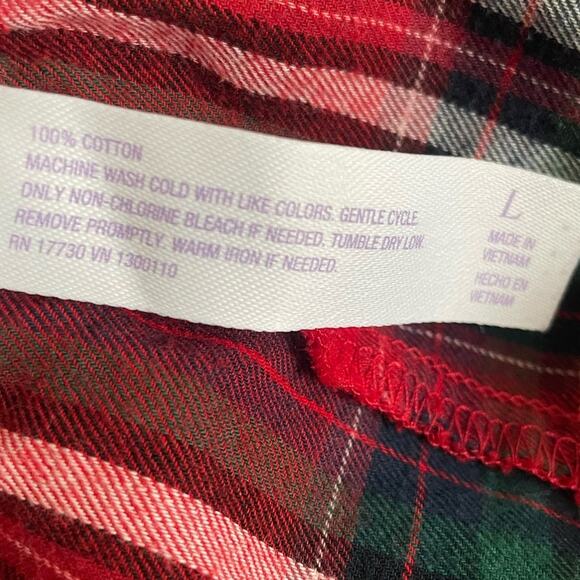 100% COTTON
MACHINE WASH COLD WITH LIKE COLORS. GENTLE CYCLE.
ONLY NON-CHLORINE BLEACH IF NEEDED. TUMBLE DRY LOW.
REMOVE PROMPTLY. WARM IRON IF NEEDED.
RN 17730 VN 1300110
L
MADE IN
VIETNAM
HECHO EN
VIETNAM